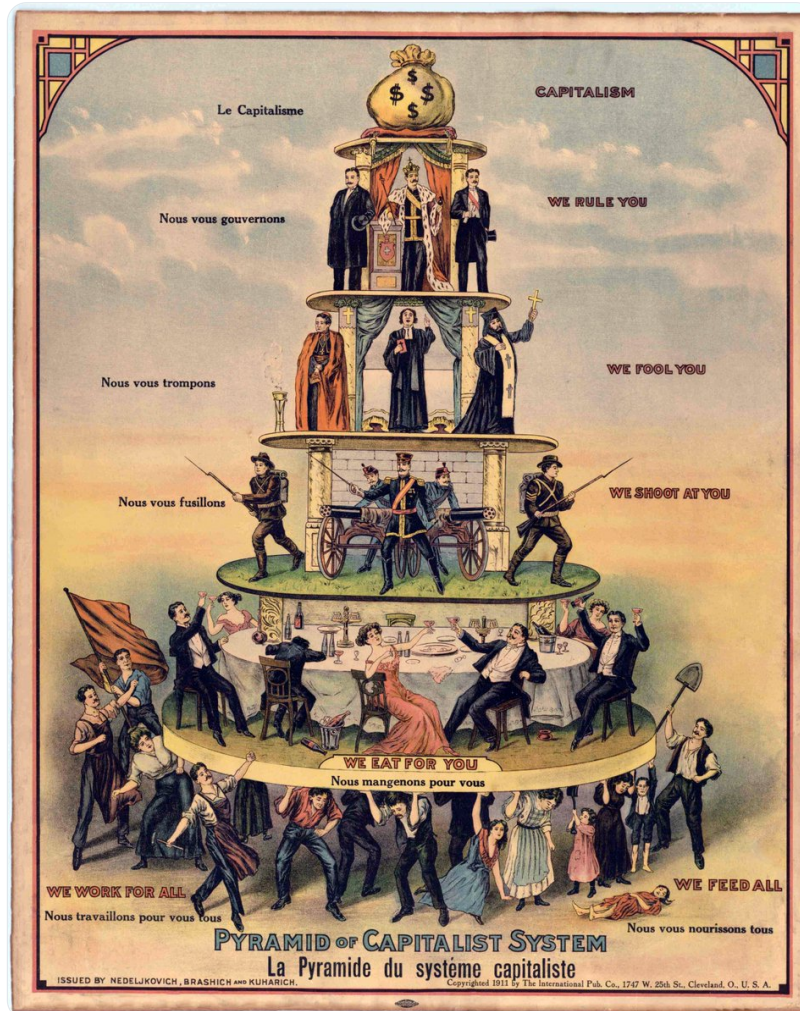 Le Capitalisme
CAPITALISM
$ $ $ $
Nous vous gouvernons
WE RULE YOU
Nous vous trompons
WE FOOL YOU
Nous vous fusillons
WE SHOOT AT YOU
WE EAT FOR YOU
Nous mangenons pour vous
WE WORK FOR ALL
Nous travaillons pour vous tous
WE FEED ALL
Nous vous nourissons tous
PYRAMID OF CAPITALIST SYSTEM
La Pyramide du système capitaliste
ISSUED BY NEDELJKOVICH, BRASHICH AND KUHARICH.
Copyrighted 1911 by The International Pub. Co., 1747 W. 25th St., Cleveland, O., U. S. A.